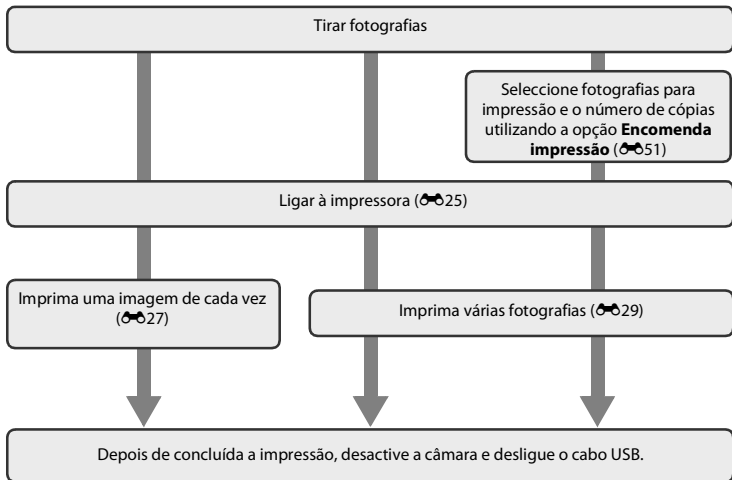 Tirar fotografias
Seleccione fotografias para
impressão e o número de cópias
utilizando a opção Encomenda
impressão (51)
Ligar à impressora (25)
Imprima uma imagem de cada vez
(27)
Imprima várias fotografias (29)
Depois de concluída a impressão, desactive a câmara e desligue o cabo USB.